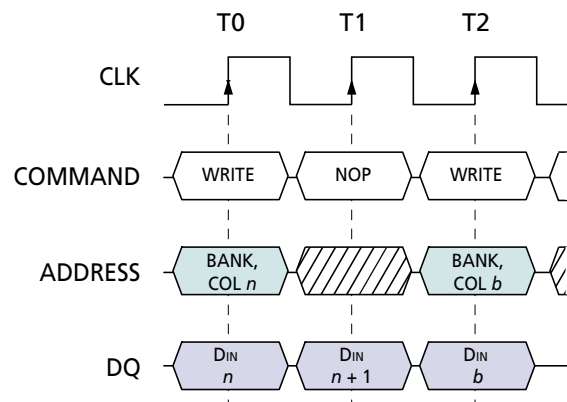 T0 T1 T2
CLK
COMMAND WRITE NOP WRITE
ADDRESS
BANK, BANK,
COL n COL b
DQ
DIN DIN DIN
n n + 1 b